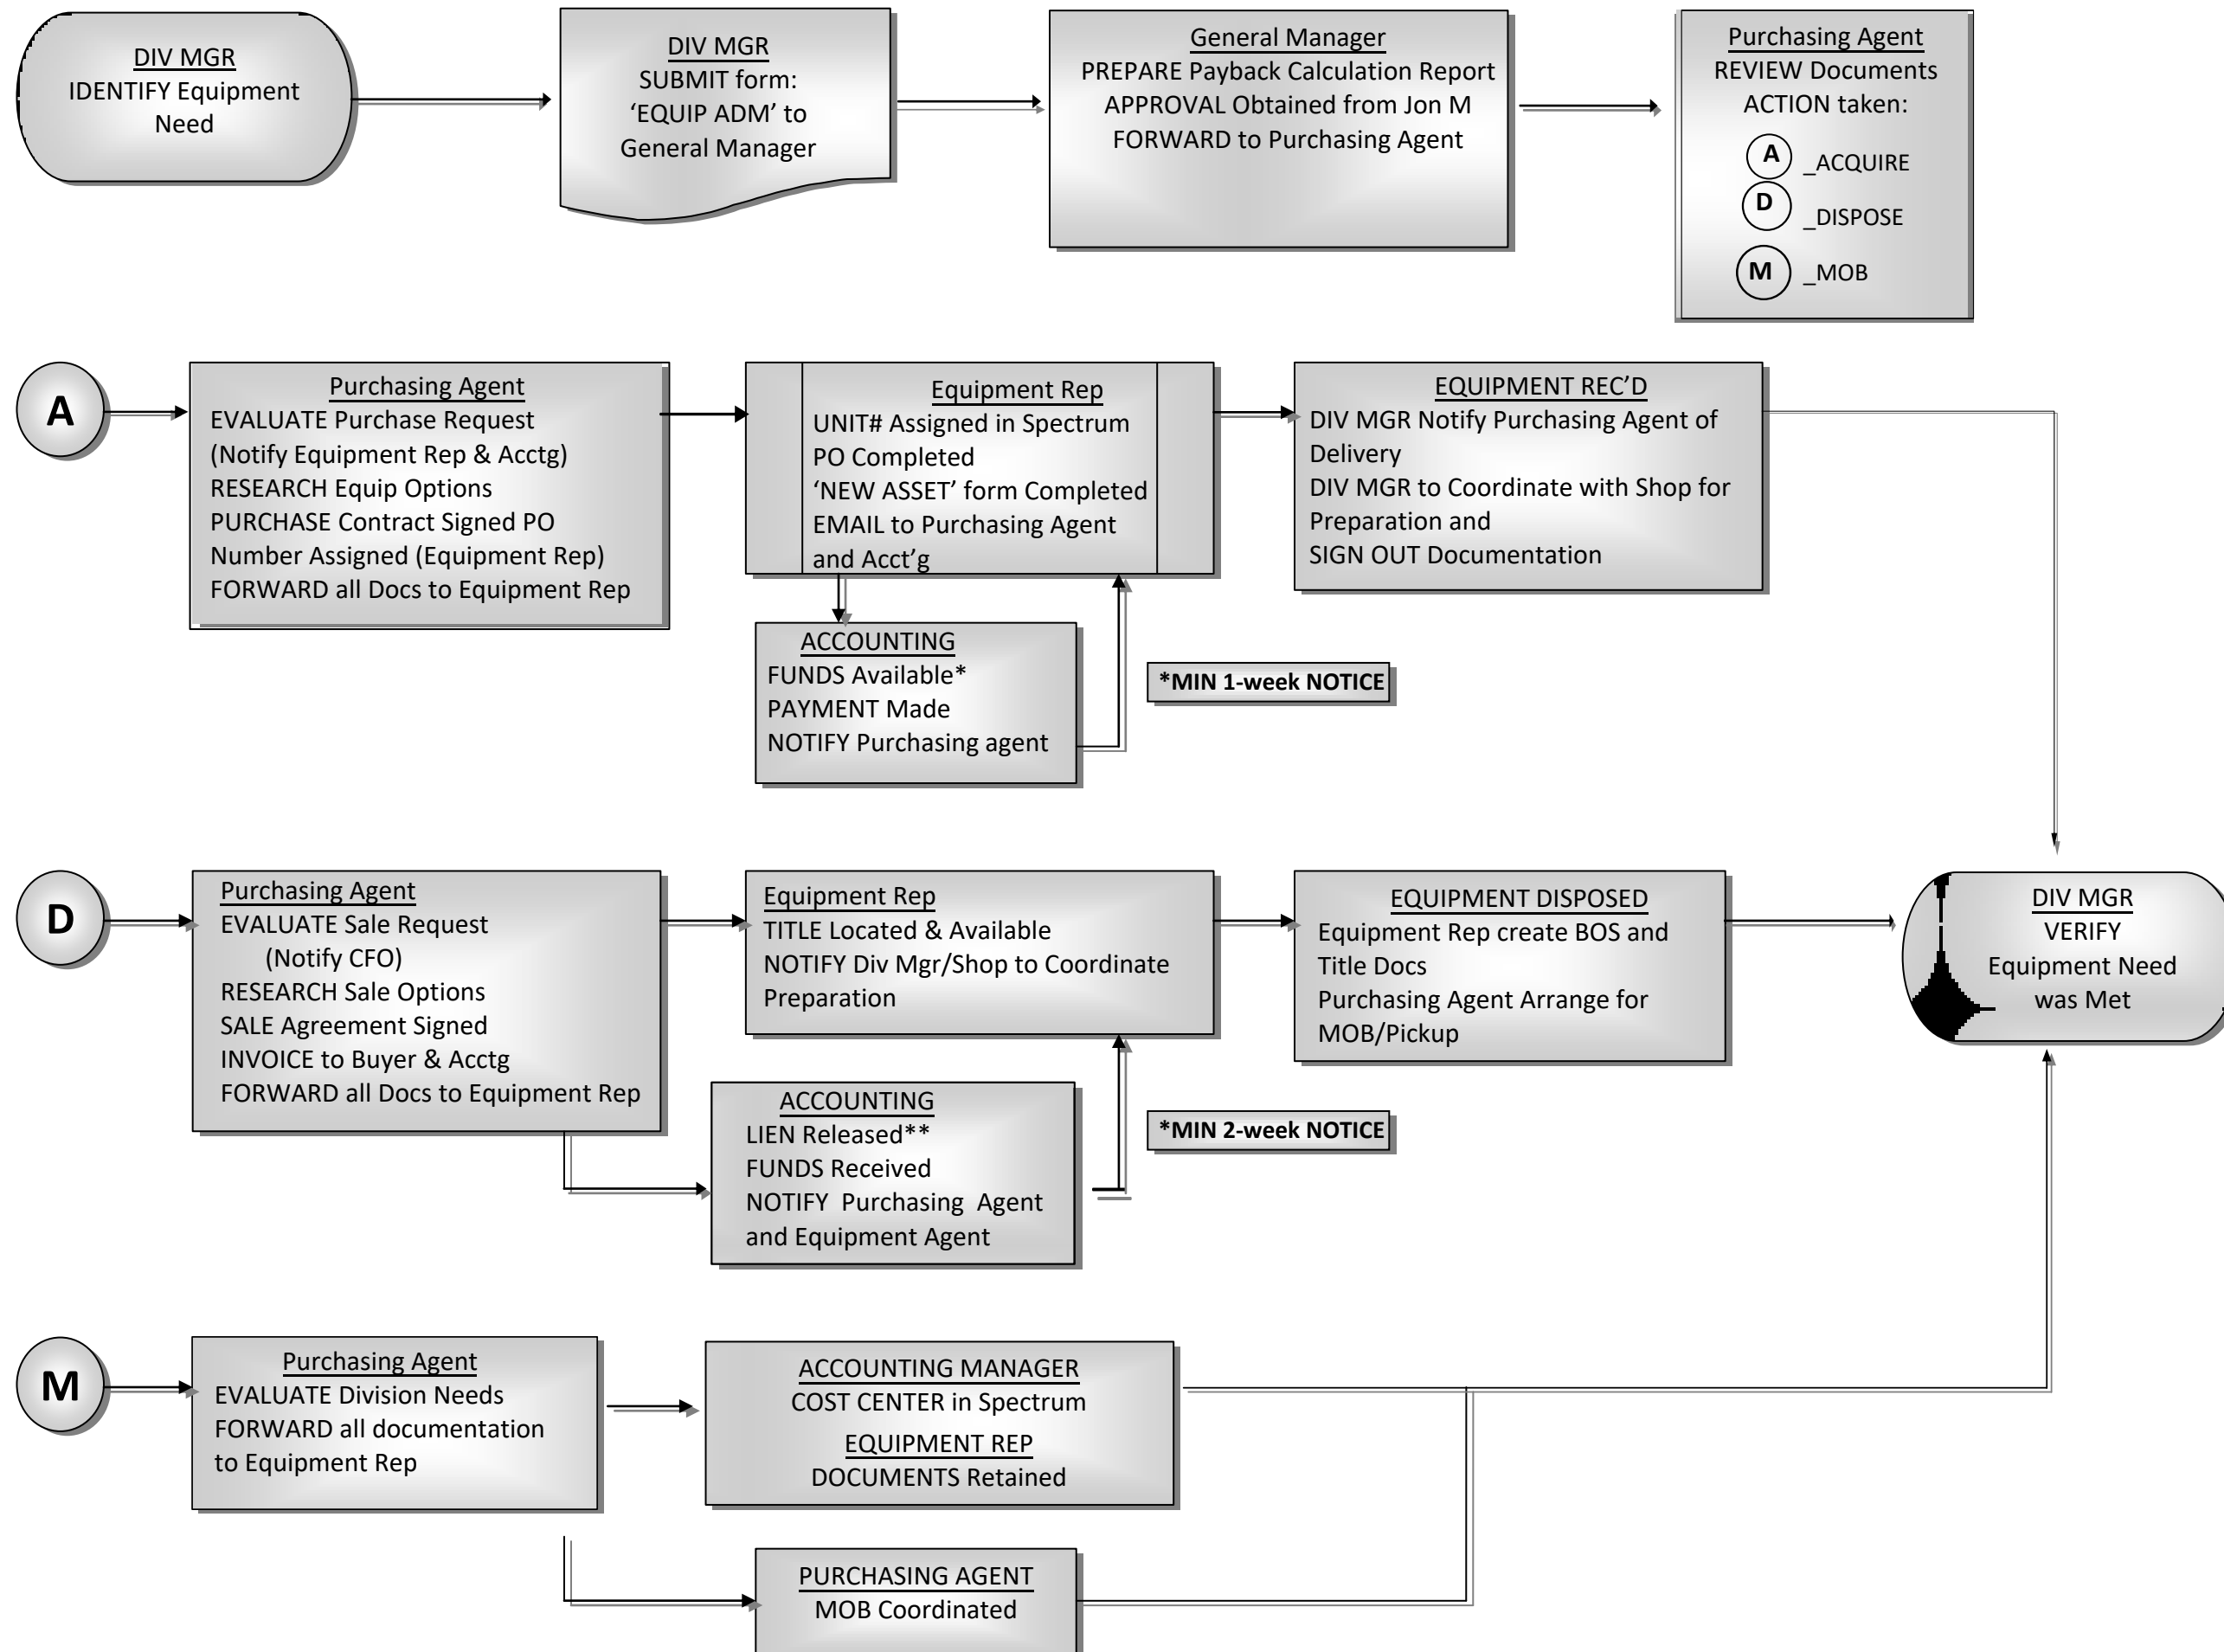 DIV MGR
IDENTIFY Equipment
Need
DIV MGR
SUBMIT form:
‘EQUIP ADM’ to
General Manager
General Manager
PREPARE Payback Calculation Report
APPROVAL Obtained from Jon M
FORWARD to Purchasing Agent
Purchasing Agent
REVIEW Documents
ACTION taken:
A _ACQUIRE
D _DISPOSE
M _MOB
A
Purchasing Agent
EVALUATE Purchase Request
(Notify Equipment Rep & Acctg)
RESEARCH Equip Options
PURCHASE Contract Signed PO
Number Assigned (Equipment Rep)
FORWARD all Docs to Equipment Rep
Equipment Rep
UNIT# Assigned in Spectrum
PO Completed
‘NEW ASSET’ form Completed
EMAIL to Purchasing Agent
and Acct’g
EQUIPMENT REC’D
DIV MGR Notify Purchasing Agent of
Delivery
DIV MGR to Coordinate with Shop for
Preparation and
SIGN OUT Documentation
ACCOUNTING
FUNDS Available*
PAYMENT Made
NOTIFY Purchasing agent
*MIN 1-week NOTICE
D
Purchasing Agent
EVALUATE Sale Request
(Notify CFO)
RESEARCH Sale Options
SALE Agreement Signed
INVOICE to Buyer & Acctg
FORWARD all Docs to Equipment Rep
Equipment Rep
TITLE Located & Available
NOTIFY Div Mgr/Shop to Coordinate
Preparation
EQUIPMENT DISPOSED
Equipment Rep create BOS and
Title Docs
Purchasing Agent Arrange for
MOB/Pickup
DIV MGR
VERIFY
Equipment Need
was Met
ACCOUNTING
LIEN Released**
FUNDS Received
NOTIFY Purchasing Agent
and Equipment Agent
*MIN 2-week NOTICE
M
Purchasing Agent
EVALUATE Division Needs
FORWARD all documentation
to Equipment Rep
ACCOUNTING MANAGER
COST CENTER in Spectrum
EQUIPMENT REP
DOCUMENTS Retained
PURCHASING AGENT
MOB Coordinated